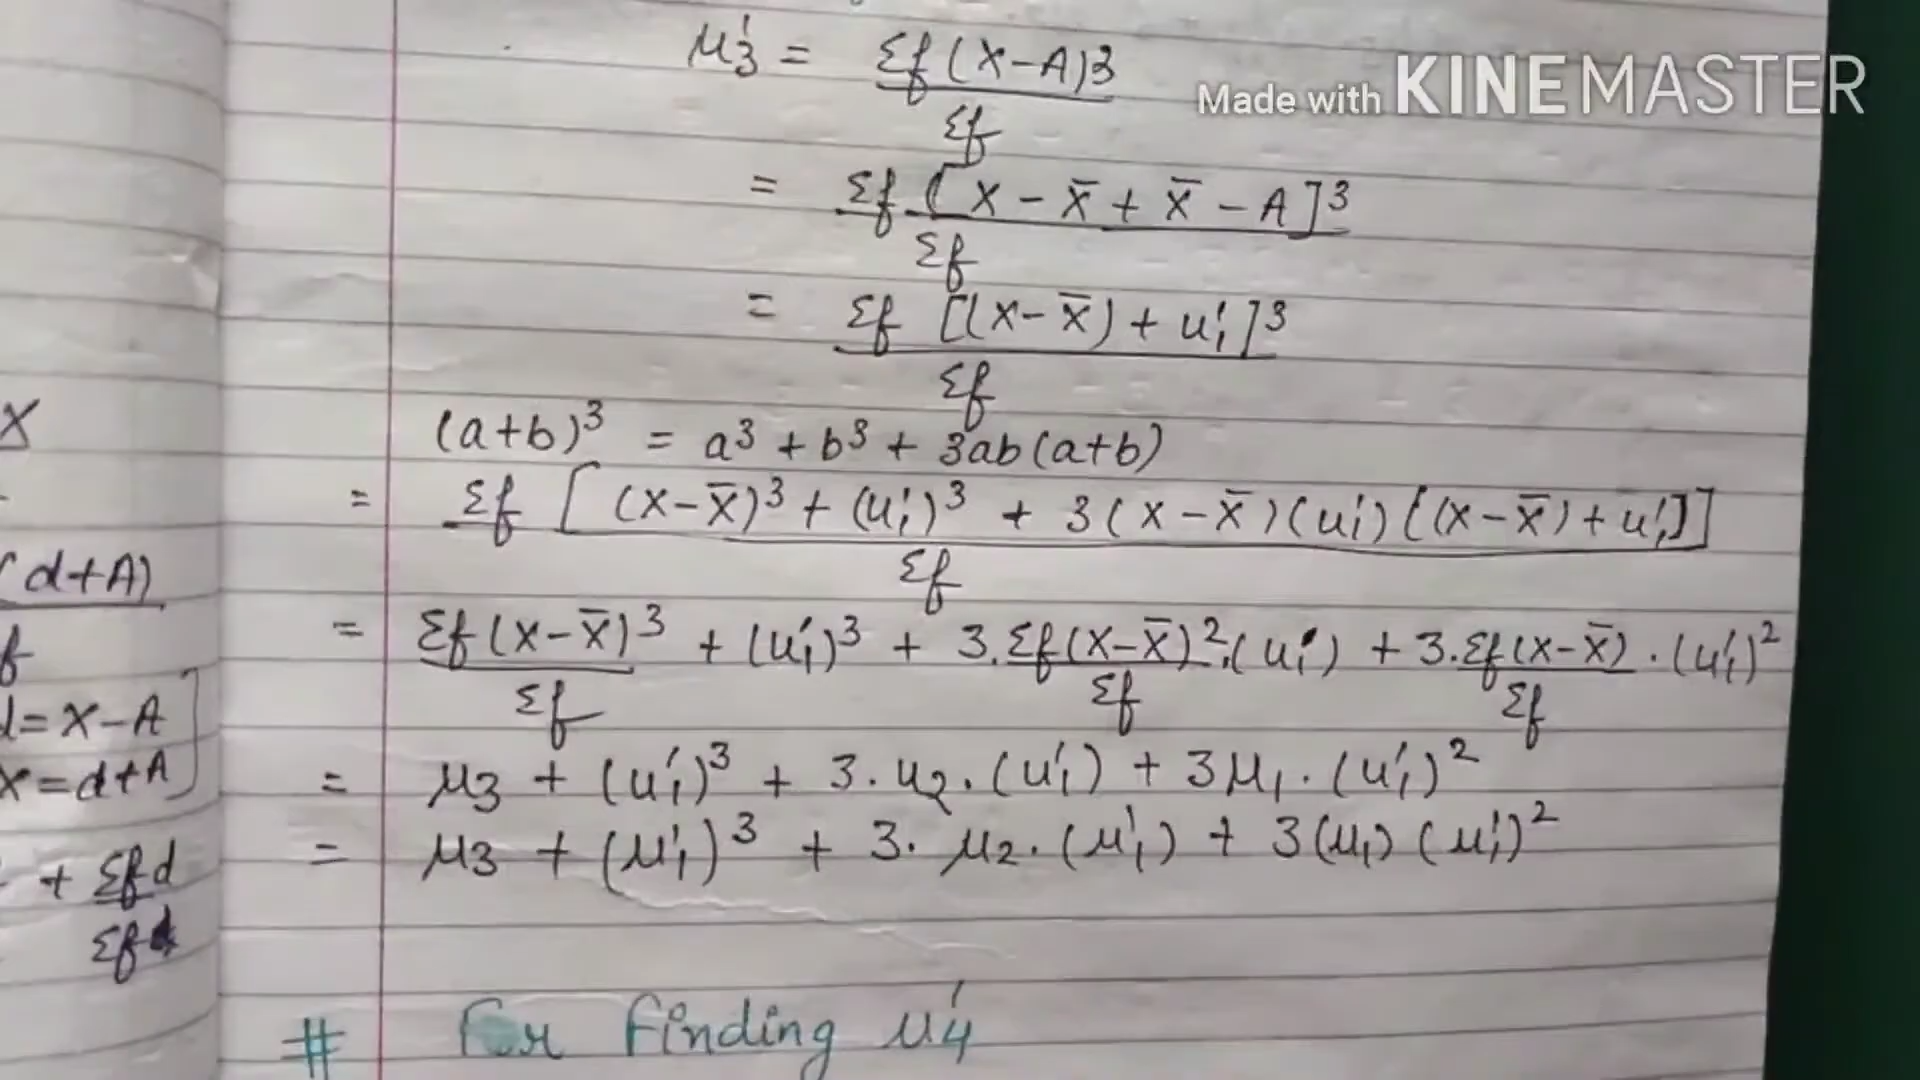 μ'3 = Σf(X-A)3
Σf
Made with KINEMASTER
= Σf[X - X̄ + X̄ - A]³
Σf
= Σf [(X-X̄) + u'1]³
Σf
(a+b)³ = a³ + b³ + 3ab(a+b)
= Σf [(X-X̄)³ + (u'1)³ + 3(X-X̄)(u'1)[(X-X̄)+u'1]]
Σf
= Σf(X-X̄)³ + (u'1)³ + 3.Σf(X-X̄)².(u'1) + 3.Σf(X-X̄).(u'1)²
Σf Σf Σf
= μ3 + (u'1)³ + 3.u2.(u'1) + 3μ1.(u'1)²
= μ3 + (μ'1)³ + 3.μ2.(μ'1) + 3(μ1)(μ'1)²
# For finding μ'4
X
(d+A)
f
d=X-A
X=d+A
+ Σfd
Σf